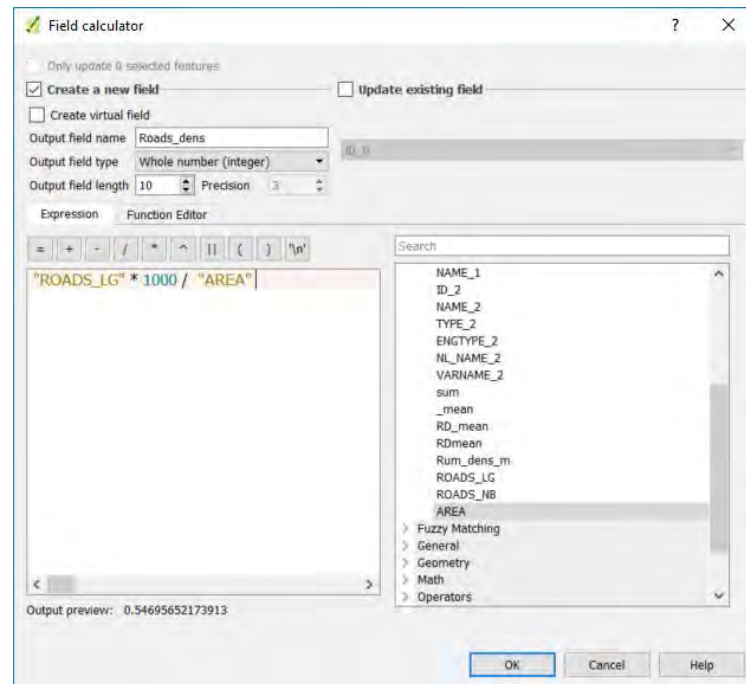 Field calculator
?
X
Only update 0 selected features
Create a new field
Update existing field
Create virtual field
Output field name Roads_dens
Output field type Whole number (integer)
Output field length 10 Precision 3
Expression Function Editor
= + - / * ^ || ( ) '\n'
"ROADS_LG" * 1000 / "AREA"
Output preview: 0.54695652173913
Search
NAME_1
ID_2
NAME_2
TYPE_2
ENGTYPE_2
NL_NAME_2
VARNAME_2
sum
_mean
RD_mean
RDmean
Rum_dens_m
ROADS_LG
ROADS_NB
AREA
Fuzzy Matching
General
Geometry
Math
Operators
OK Cancel Help